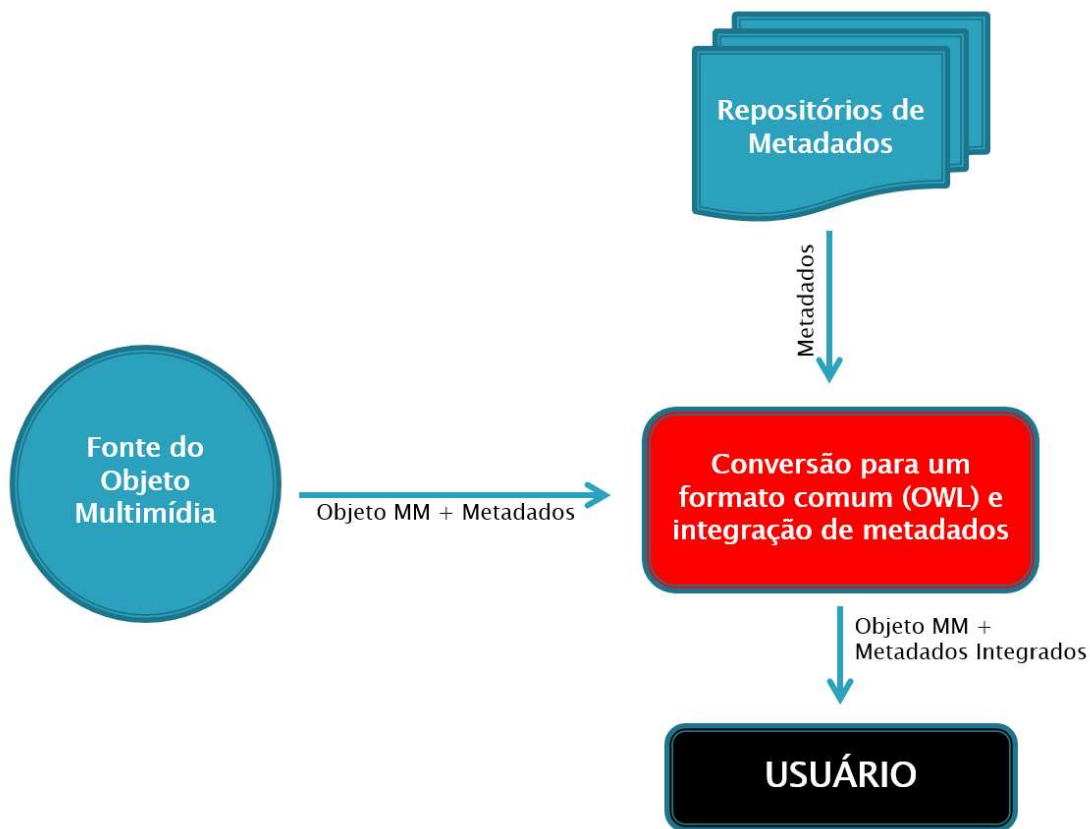 Repositórios de
Metadados
Metadados
Fonte do
Objeto
Multimídia
Objeto MM + Metadados
Conversão para um
formato comum (OWL) e
integração de metadados
Objeto MM +
Metadados Integrados
USUÁRIO